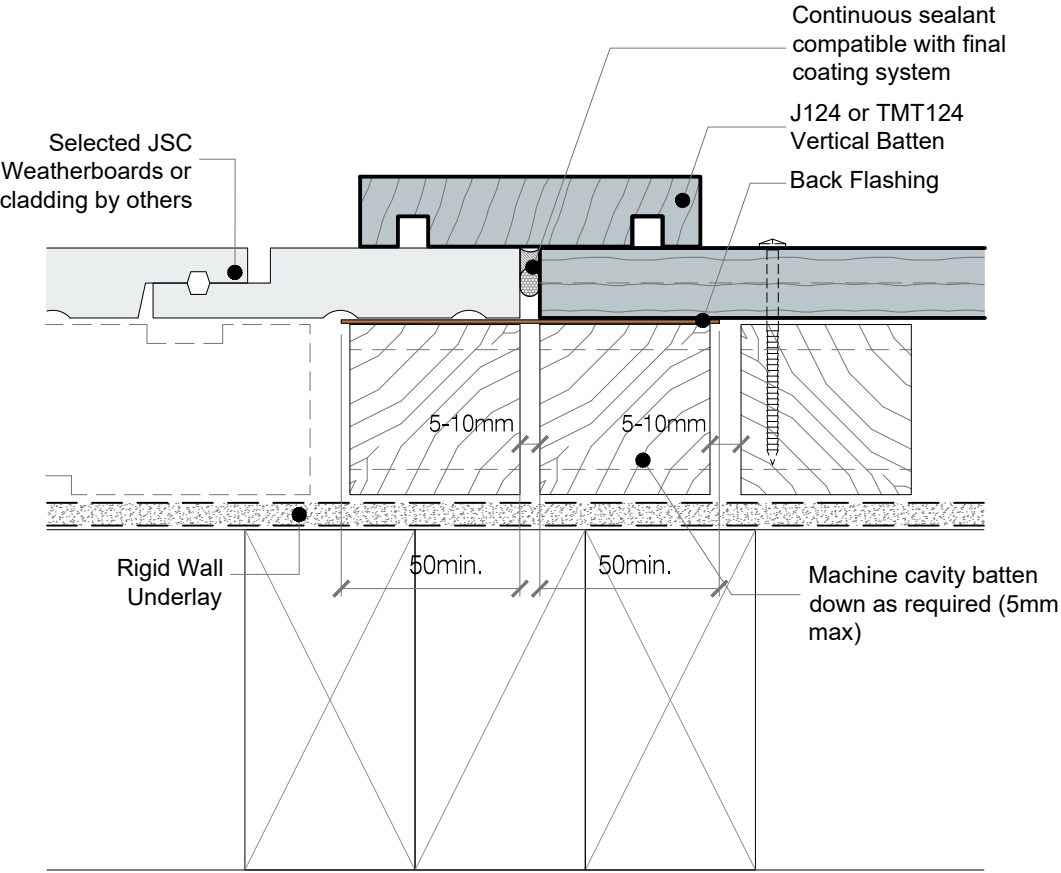 Continuous sealant
compatible with final
coating system
J124 or TMT124
Vertical Batten
Back Flashing
Selected JSC
Weatherboards or
cladding by others
5-10mm
5-10mm
50min.
50min.
Rigid Wall
Underlay
Machine cavity batten
down as required (5mm
max)